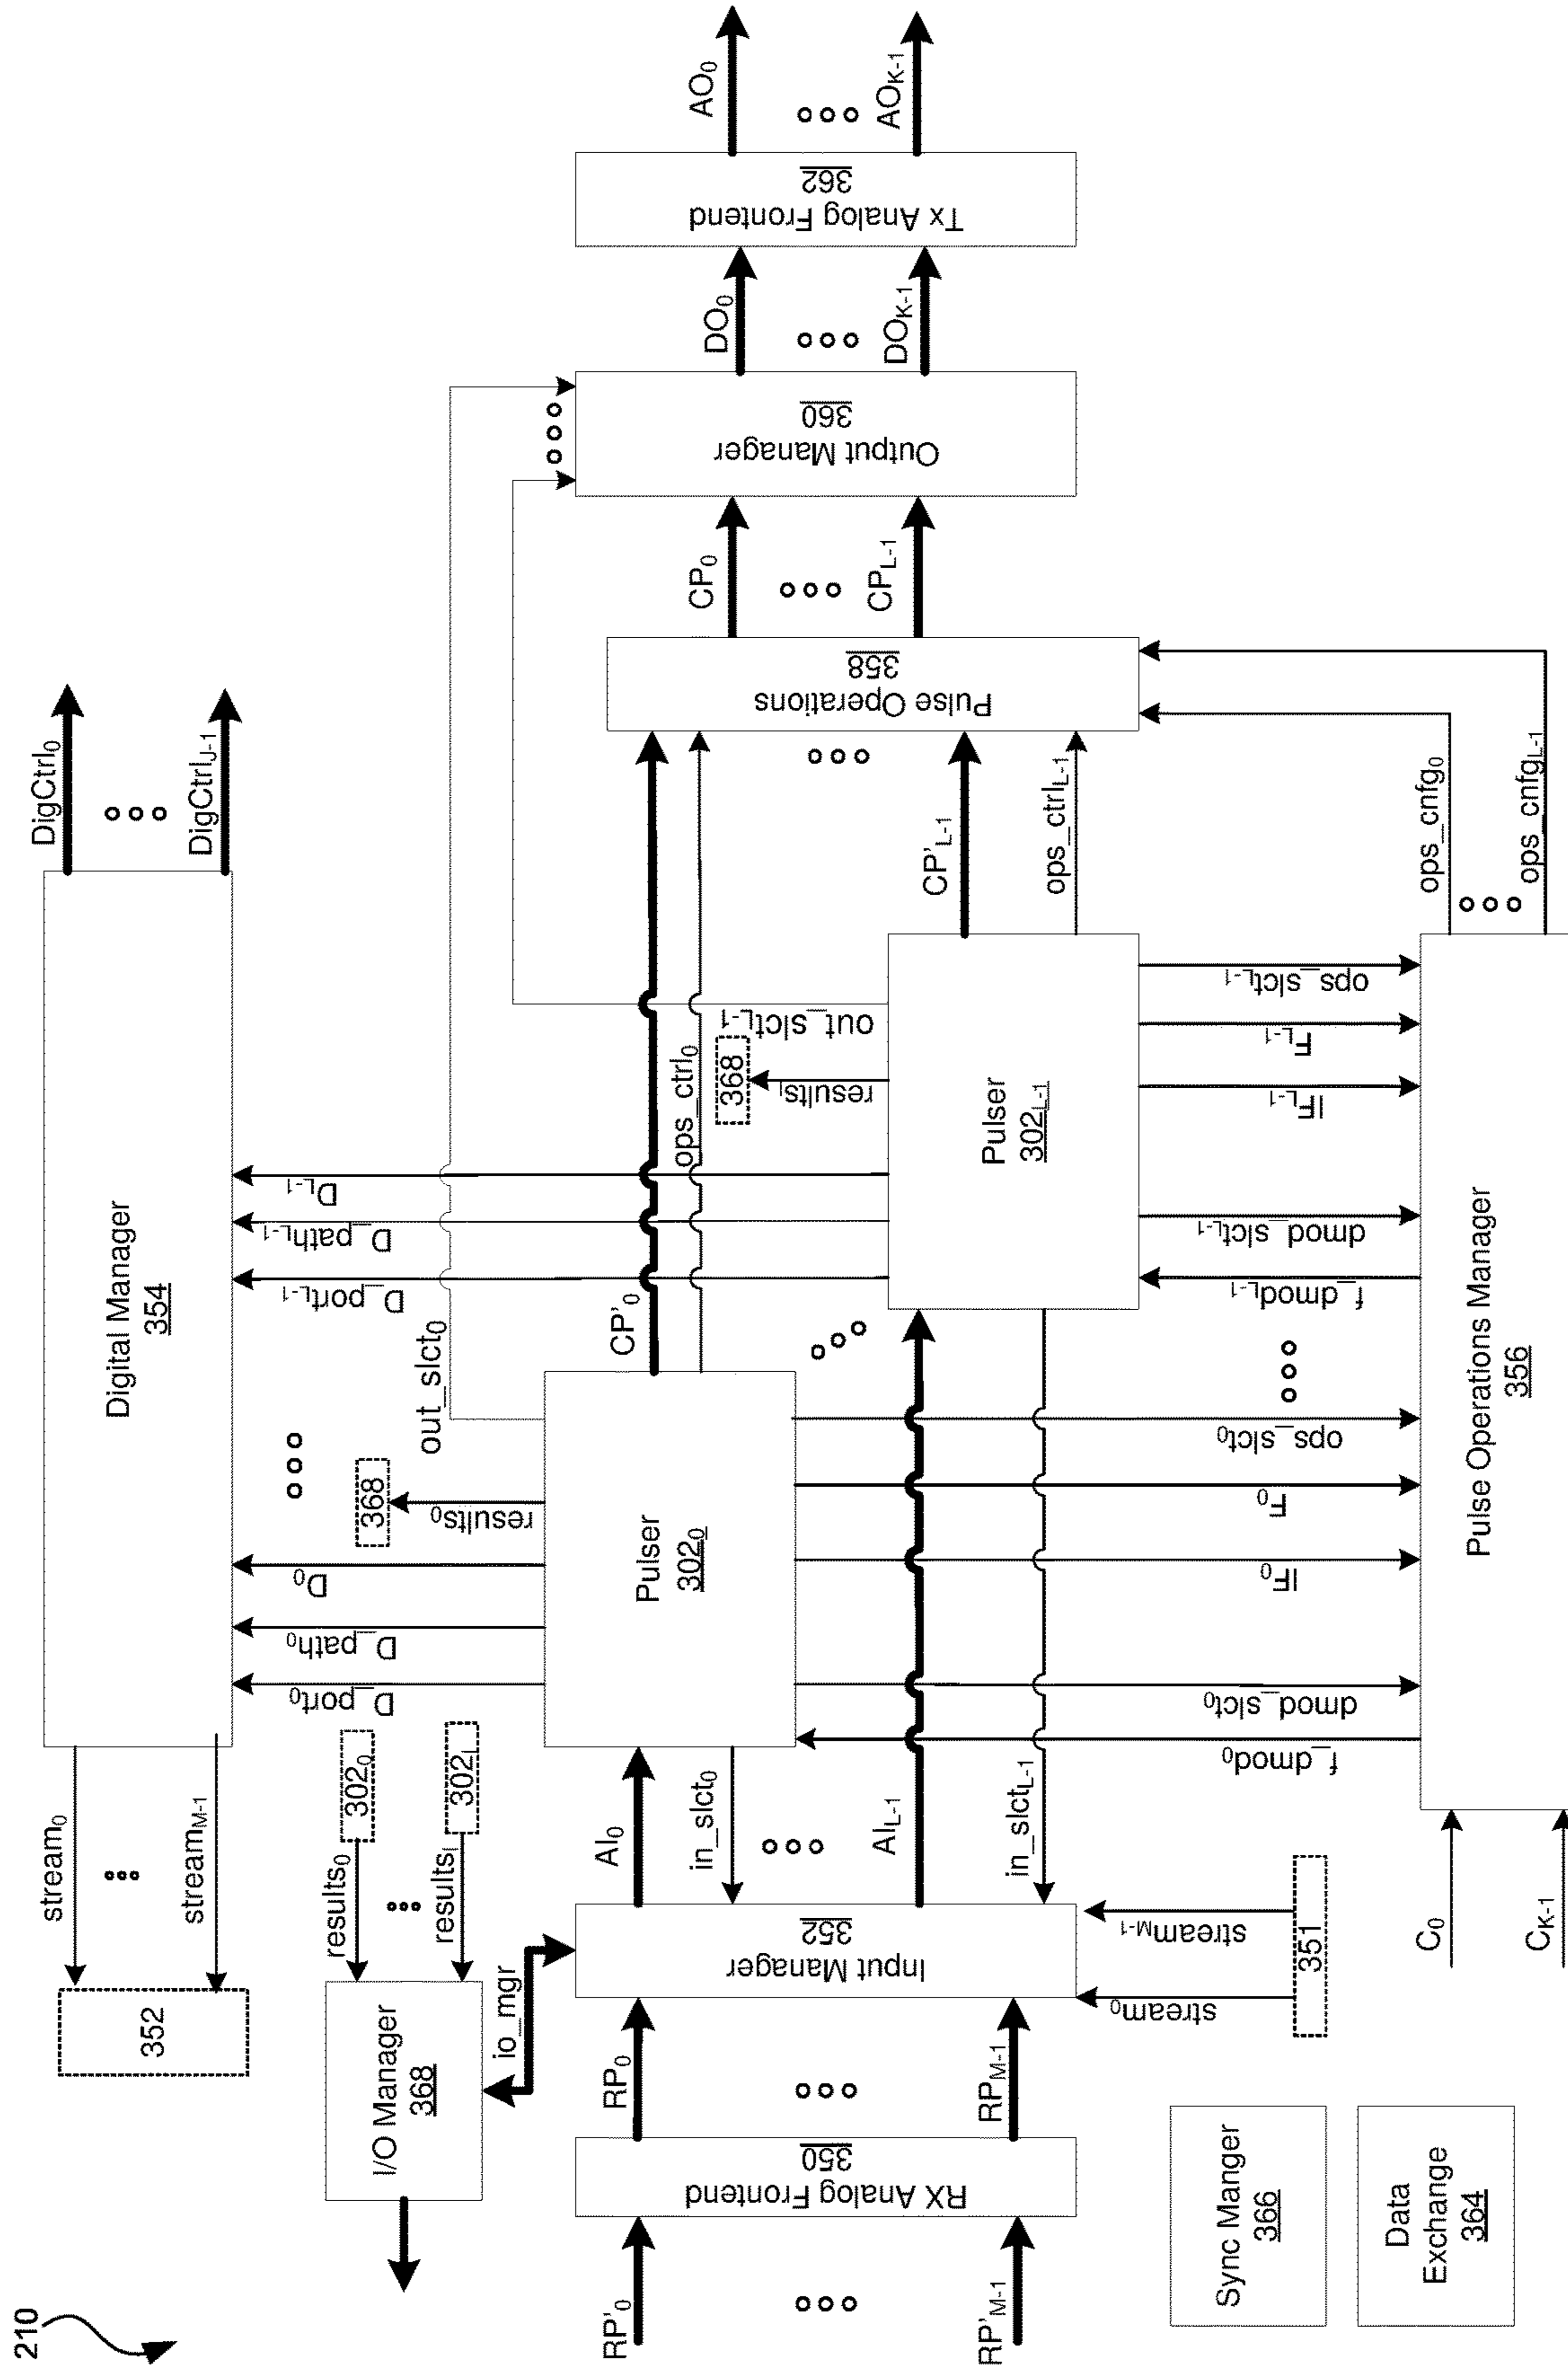 210
DigCtrl0
DigCtrlJ-1
Digital Manager
354
stream0
streamM-1
352
D_port0
D_path0
D0
results0
368
out_slct0
D_portL-1
D_pathL-1
DL-1
I/O Manager
368
results0
resultsl
3020
302l
io_mgr
RP'0
RP'M-1
RX Analog Frontend
350
RP0
RPM-1
Input Manager
352
AI0
in_slct0
AIL-1
in_slctL-1
stream0
streamM-1
351
Pulser
3020
CP'0
ops_ctrl0
Pulser
302L-1
resultsl
368
out_slctL-1
CP'L-1
ops_ctrlL-1
Pulse Operations
358
CP0
CPL-1
Output Manager
360
DO0
DOK-1
Tx Analog Frontend
362
AO0
AOK-1
f_dmod0
dmod_slct0
IF0
F0
ops_slct0
f_dmodL-1
dmod_slctL-1
IFL-1
FL-1
ops_slctL-1
Pulse Operations Manager
356
C0
CK-1
ops_cnfg0
ops_cnfgL-1
Sync Manger
366
Data
Exchange
364